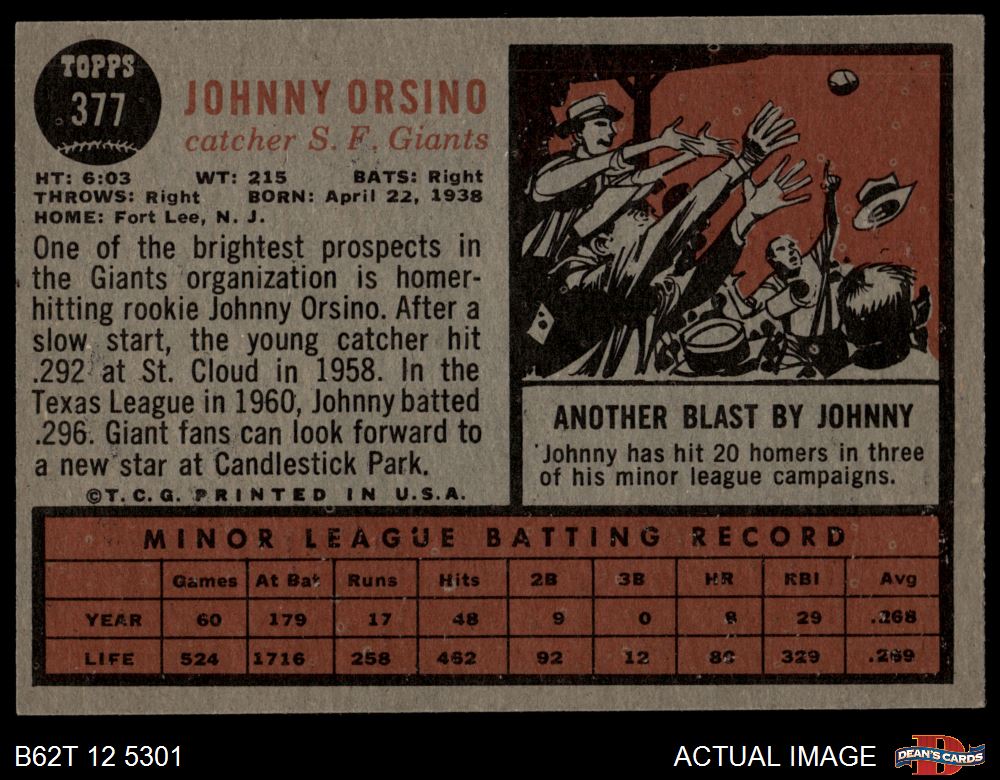 TOPPS
377
JOHNNY ORSINO
catcher S. F. Giants
HT: 6:03 WT: 215 BATS: Right
THROWS: Right BORN: April 22, 1938
HOME: Fort Lee, N. J.
One of the brightest prospects in
the Giants organization is homer-
hitting rookie Johnny Orsino. After a
slow start, the young catcher hit
.292 at St. Cloud in 1958. In the
Texas League in 1960, Johnny batted
.296. Giant fans can look forward to
a new star at Candlestick Park.
©T. C. G. PRINTED IN U.S.A.
ANOTHER BLAST BY JOHNNY
Johnny has hit 20 homers in three
of his minor league campaigns.
MINOR LEAGUE BATTING RECORD
Games At Bat Runs Hits 2B 3B HR RBI Avg
YEAR 60 179 17 48 9 0 8 29 .268
LIFE 524 1716 258 462 92 12 329 .269
B62T 12 5301
ACTUAL IMAGE
DEAN'S CARDS